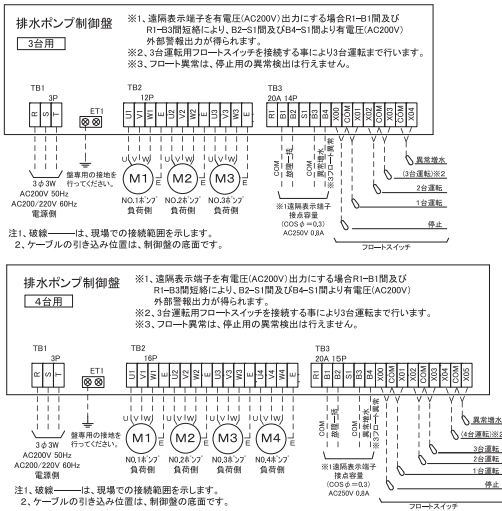 排水ポンプ制御盤
3台用
※1、遠隔表示端子を有電圧(AC200V)出力にする場合R1-B1間及び
R1-B3間短絡により、B2-S1間及びB4-S1間より有電圧(AC200V)
外部警報出力が得られます。
※2、3台運転用フロートスイッチを接続する事により3台運転まで行います。
※3、フロート異常は、停止用の異常検出は行えません。
TB1
3P
R S T
ET1
TB2
12P
U1 V1 W1 E U2 V2 W2 E U3 V3 W3 E
TB3
20A 14P
R1 B1 B2 S1 B3 B4 X00 COM X01 X02 COM X03 COM X04
3φ3W
AC200V 50Hz
AC200/220V 60Hz
電源側
盤専用の接地を
行ってください。
U V W E
M1
NO.1ポンプ
負荷側
U V W E
M2
NO.2ポンプ
負荷側
U V W E
M3
NO.3ポンプ
負荷側
COM
故障一括
COM
異常増水
※3フロート異常
※1遠隔表示端子
接点容量
(COSφ=0.3)
AC250V 0.8A
異常増水
(3台運転)※2
2台運転
1台運転
停止
フロートスイッチ
注1、破線-----は、現場での接続範囲を示します。
2、ケーブルの引き込み位置は、制御盤の底面です。
排水ポンプ制御盤
4台用
※1、遠隔表示端子を有電圧(AC200V)出力にする場合R1-B1間及び
R1-B3間短絡により、B2-S1間及びB4-S1間より有電圧(AC200V)
外部警報出力が得られます。
※2、3台運転用フロートスイッチを接続する事により3台運転まで行います。
※3、フロート異常は、停止用の異常検出は行えません。
TB1
3P
R S T
ET1
TB2
16P
U1 V1 W1 E U2 V2 W2 E U3 V3 W3 E U4 V4 W4 E
TB3
20A 15P
R1 B1 B2 S1 B3 B4 X00 COM X01 X02 COM X03 X04 COM X05
3φ3W
AC200V 50Hz
AC200/220V 60Hz
電源側
盤専用の接地を
行ってください。
U V W E
M1
NO,1ポンプ
負荷側
U V W E
M2
NO,2ポンプ
負荷側
U V W E
M3
NO,3ポンプ
負荷側
U V W E
M4
NO,4ポンプ
負荷側
COM
故障一括
COM
異常増水
※3フロート異常
※1遠隔表示端子
接点容量
(COSφ=0.3)
AC250V 0.8A
異常増水
(4台運転)※2
3台運転
2台運転
1台運転
停止
フロートスイッチ
注1、破線-----は、現場での接続範囲を示します。
2、ケーブルの引き込み位置は、制御盤の底面です。